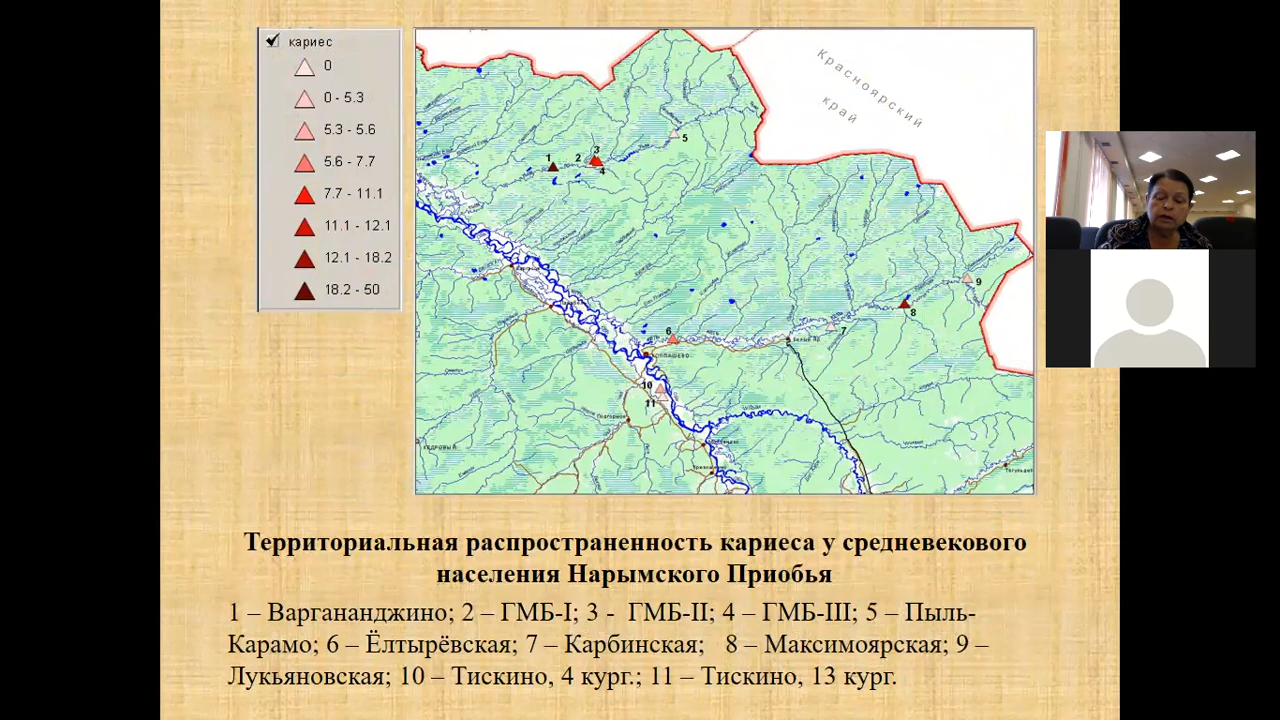 кариес
0
0 - 5.3
5.3 - 5.6
5.6 - 7.7
7.7 - 11.1
11.1 - 12.1
12.1 - 18.2
18.2 - 50
Красноярский
край
5
1 2 3
4
9
8
7
6
Белый Яр
КОЛПАШЕВО
10
11
КЕДРОВЫЙ
Территориальная распространенность кариеса у средневекового
населения Нарымского Приобья
1 – Варгананджино; 2 – ГМБ-I; 3 - ГМБ-II; 4 – ГМБ-III; 5 – Пыль-
Карамо; 6 – Ёлтырёвская; 7 – Карбинская; 8 – Максимоярская; 9 –
Лукьяновская; 10 – Тискино, 4 кург.; 11 – Тискино, 13 кург.